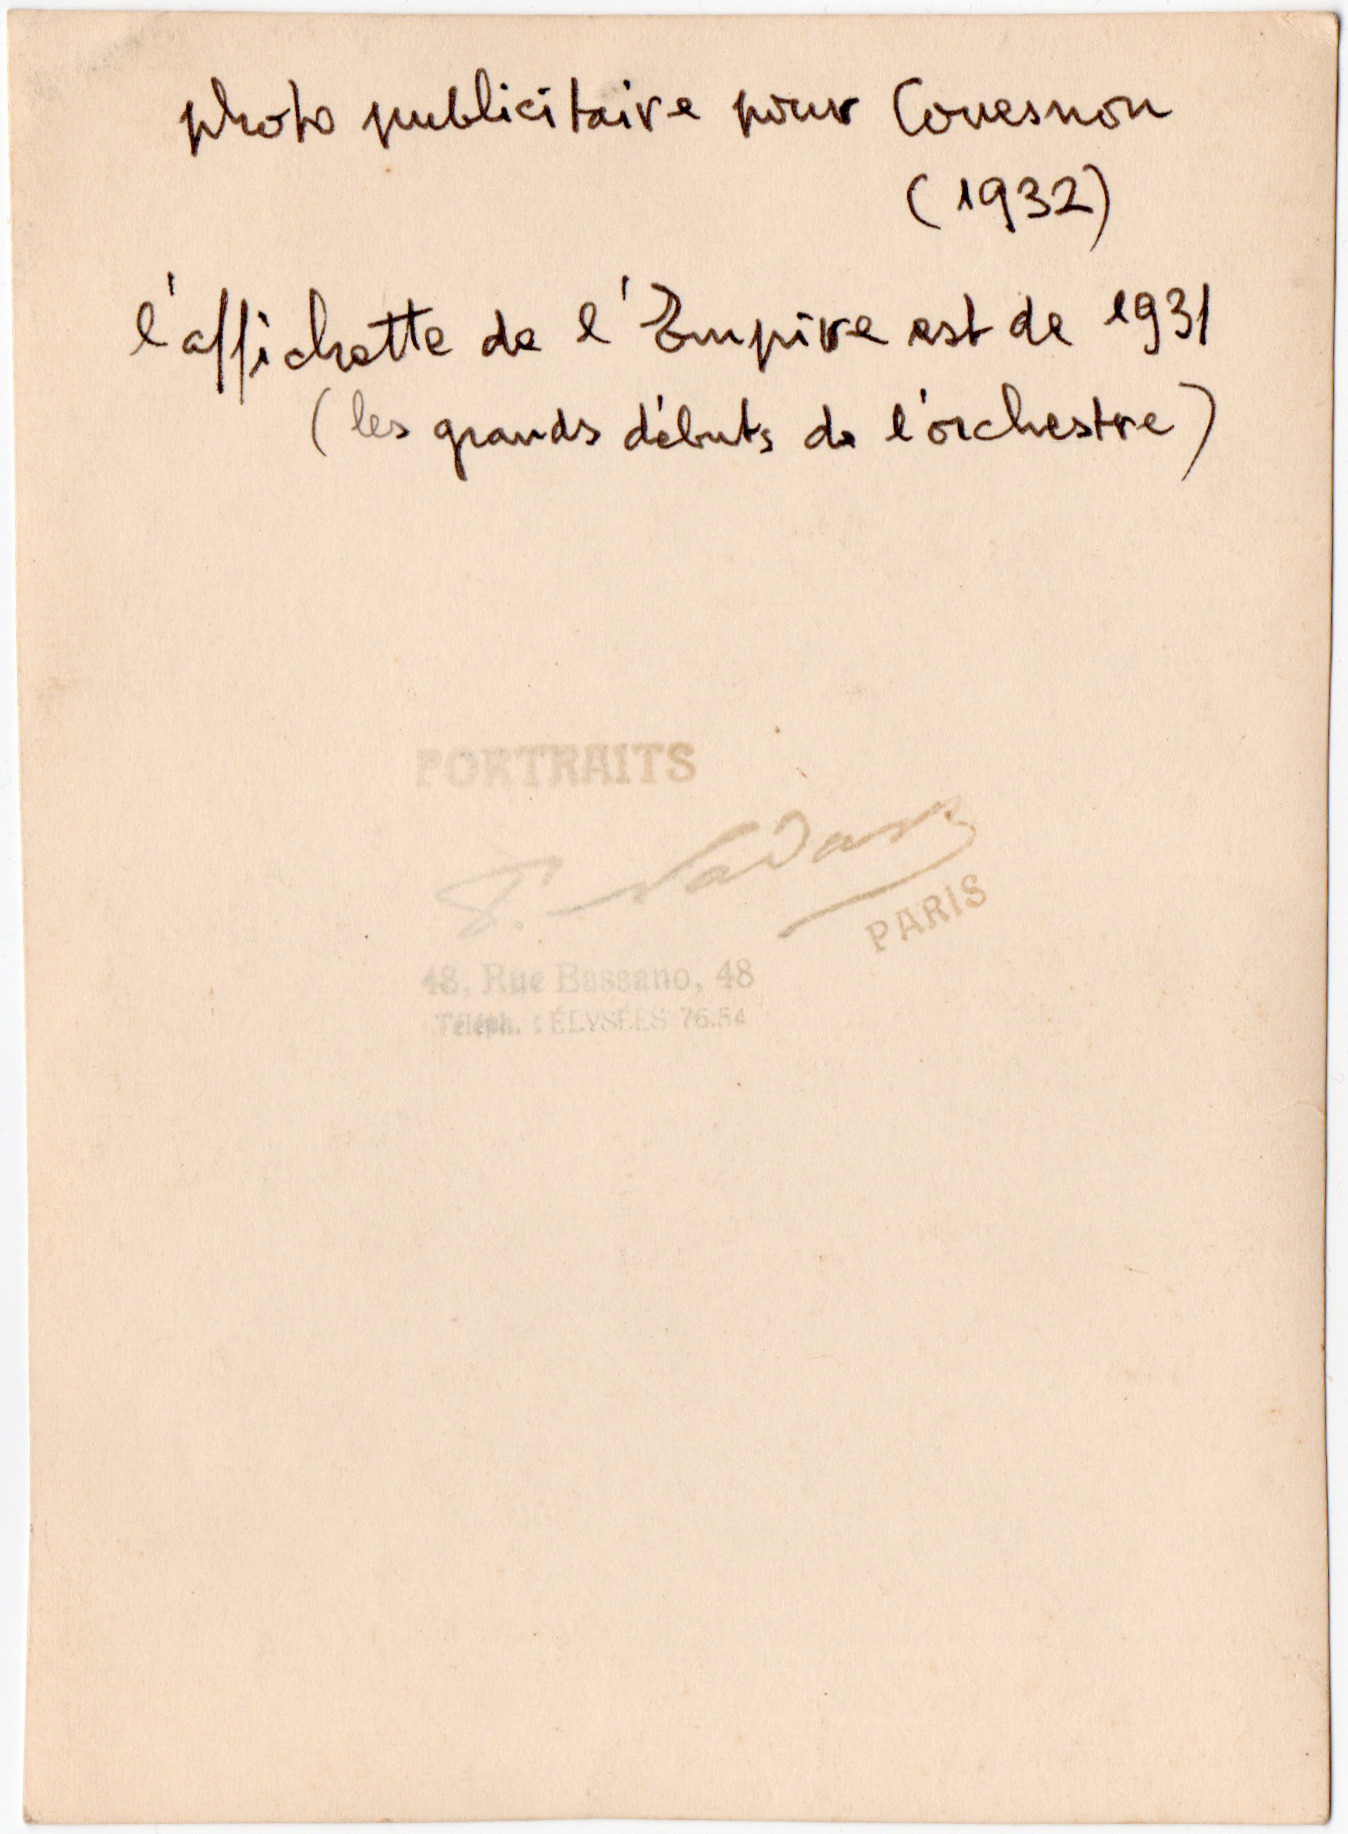 photo publicitaire pour Couesnon
(1932)
l'affichette de l'Empire est de 1931
(les grands débuts de l'orchestre)
PORTRAITS
P. Nadar
PARIS
48, Rue Bassano, 48
Téléph. : ÉLYSÉES 76.54